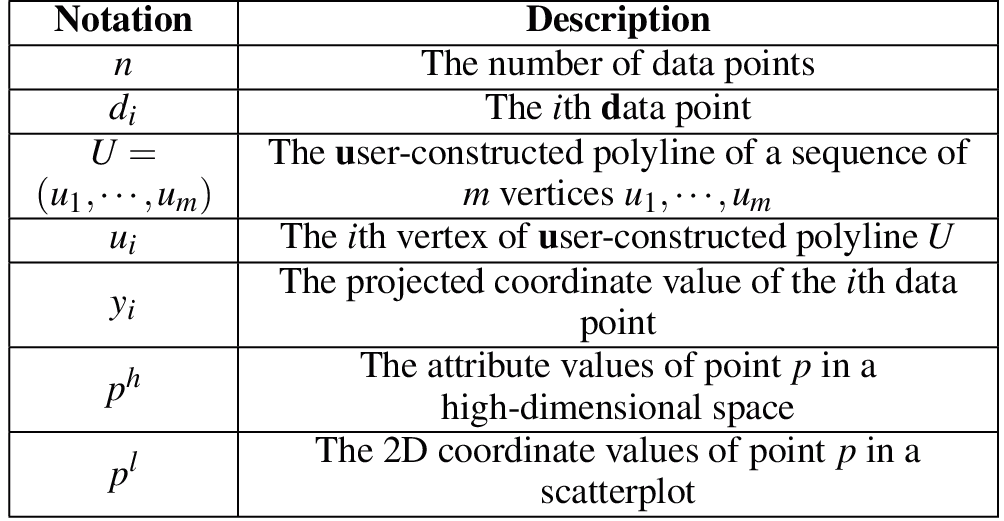 Notation Description
n The number of data points
d_i The ith data point
U = The user-constructed polyline of a sequence of
(u_1, ⋯, u_m) m vertices u_1, ⋯, u_m
u_i The ith vertex of user-constructed polyline U
y_i The projected coordinate value of the ith data
point
p^h The attribute values of point p in a
high-dimensional space
p^l The 2D coordinate values of point p in a
scatterplot